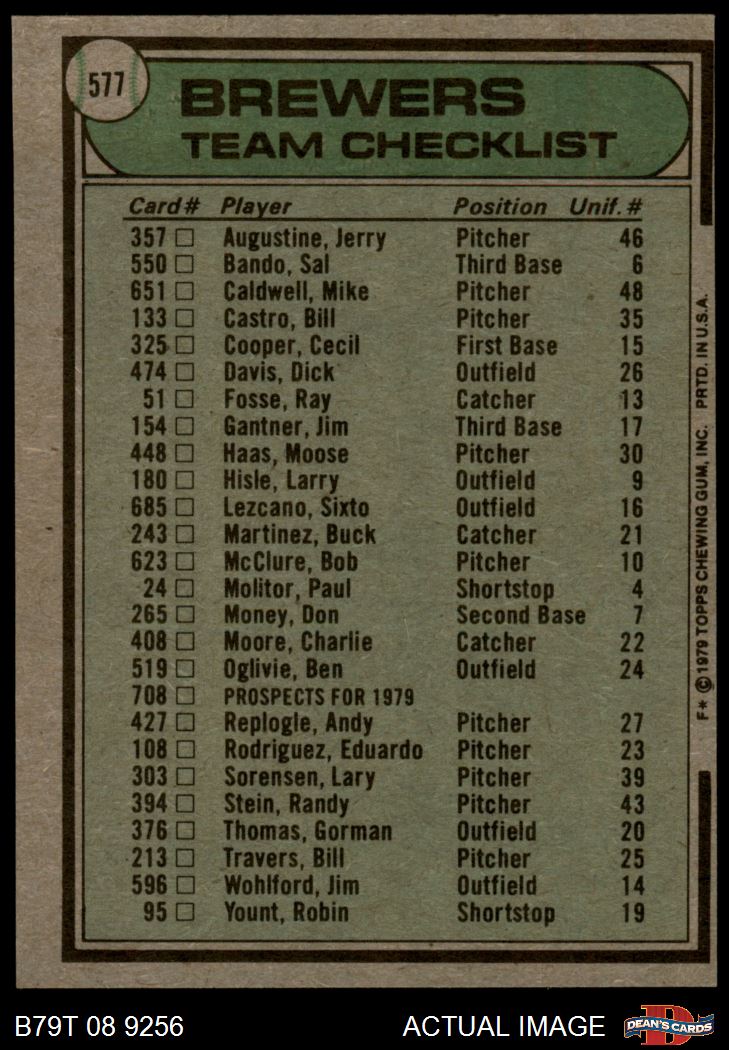 577
BREWERS
TEAM CHECKLIST
Card# Player Position Unif. #
357 □ Augustine, Jerry Pitcher 46
550 □ Bando, Sal Third Base 6
651 □ Caldwell, Mike Pitcher 48
133 □ Castro, Bill Pitcher 35
325 □ Cooper, Cecil First Base 15
474 □ Davis, Dick Outfield 26
51 □ Fosse, Ray Catcher 13
154 □ Gantner, Jim Third Base 17
448 □ Haas, Moose Pitcher 30
180 □ Hisle, Larry Outfield 9
685 □ Lezcano, Sixto Outfield 16
243 □ Martinez, Buck Catcher 21
623 □ McClure, Bob Pitcher 10
24 □ Molitor, Paul Shortstop 4
265 □ Money, Don Second Base 7
408 □ Moore, Charlie Catcher 22
519 □ Oglivie, Ben Outfield 24
708 □ PROSPECTS FOR 1979
427 □ Replogle, Andy Pitcher 27
108 □ Rodriguez, Eduardo Pitcher 23
303 □ Sorensen, Lary Pitcher 39
394 □ Stein, Randy Pitcher 43
376 □ Thomas, Gorman Outfield 20
213 □ Travers, Bill Pitcher 25
596 □ Wohlford, Jim Outfield 14
95 □ Yount, Robin Shortstop 19
F* © 1979 TOPPS CHEWING GUM, INC. PRTD. IN U.S.A.
B79T 08 9256 ACTUAL IMAGE
D
DEAN'S CARDS